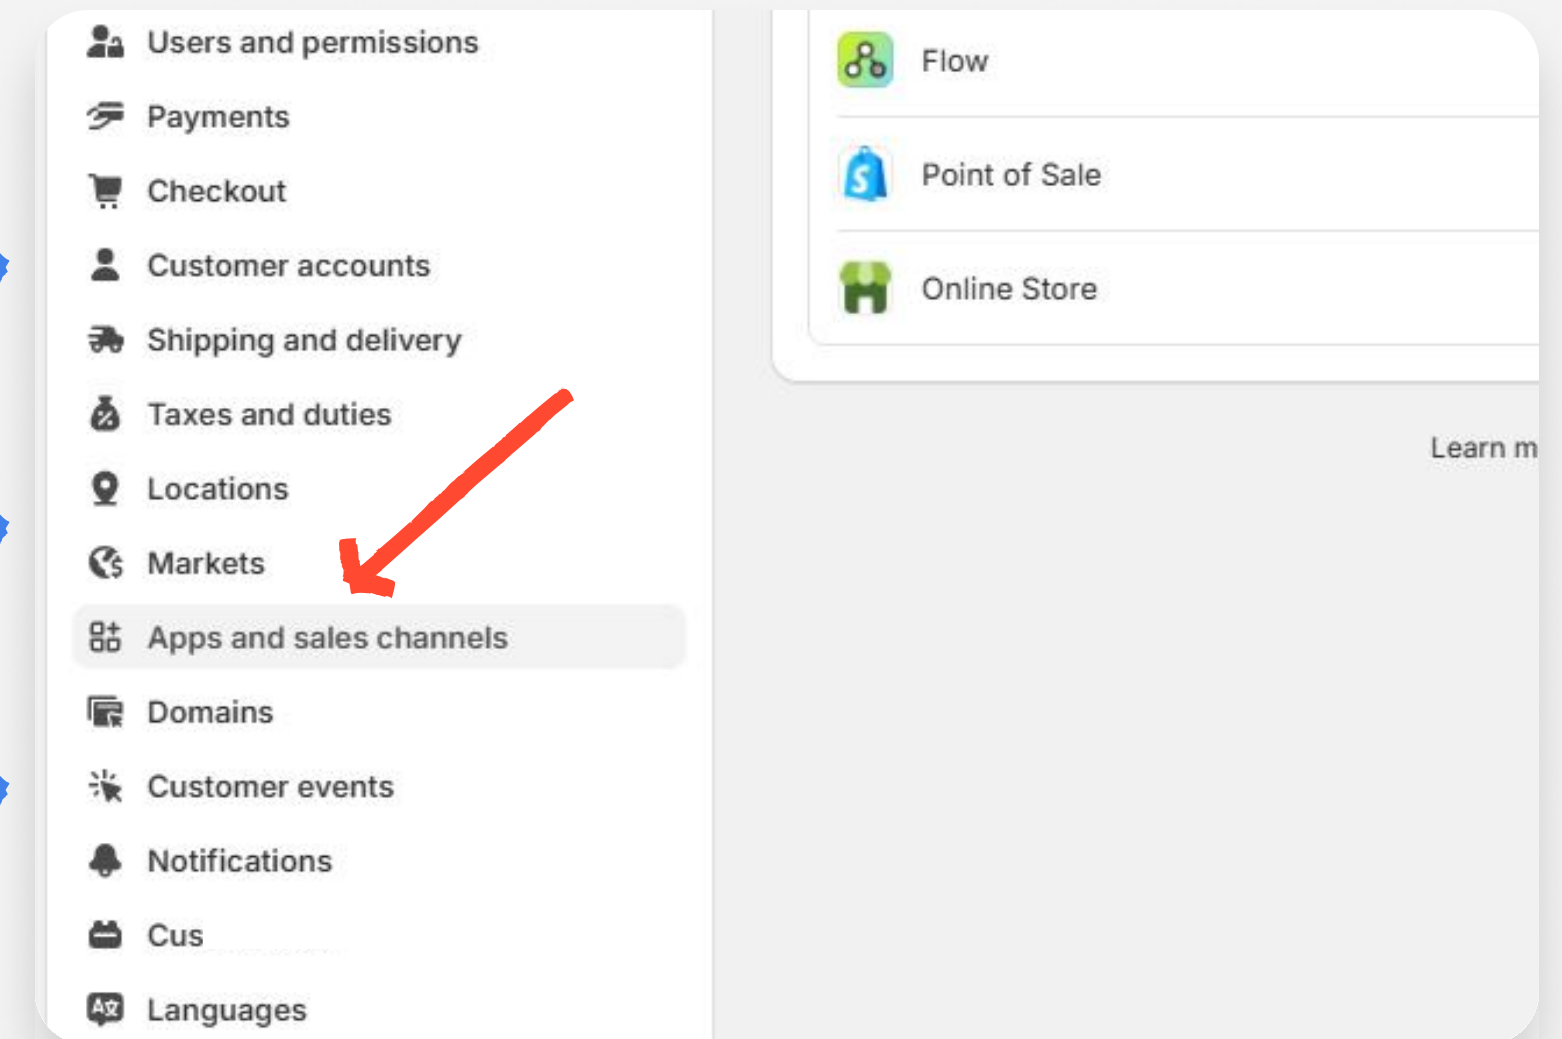 Users and permissions
Payments
Checkout
Customer accounts
Shipping and delivery
Taxes and duties
Locations
Markets
Apps and sales channels
Domains
Customer events
Notifications
Cus
Languages
Flow
Point of Sale
Online Store
Learn m